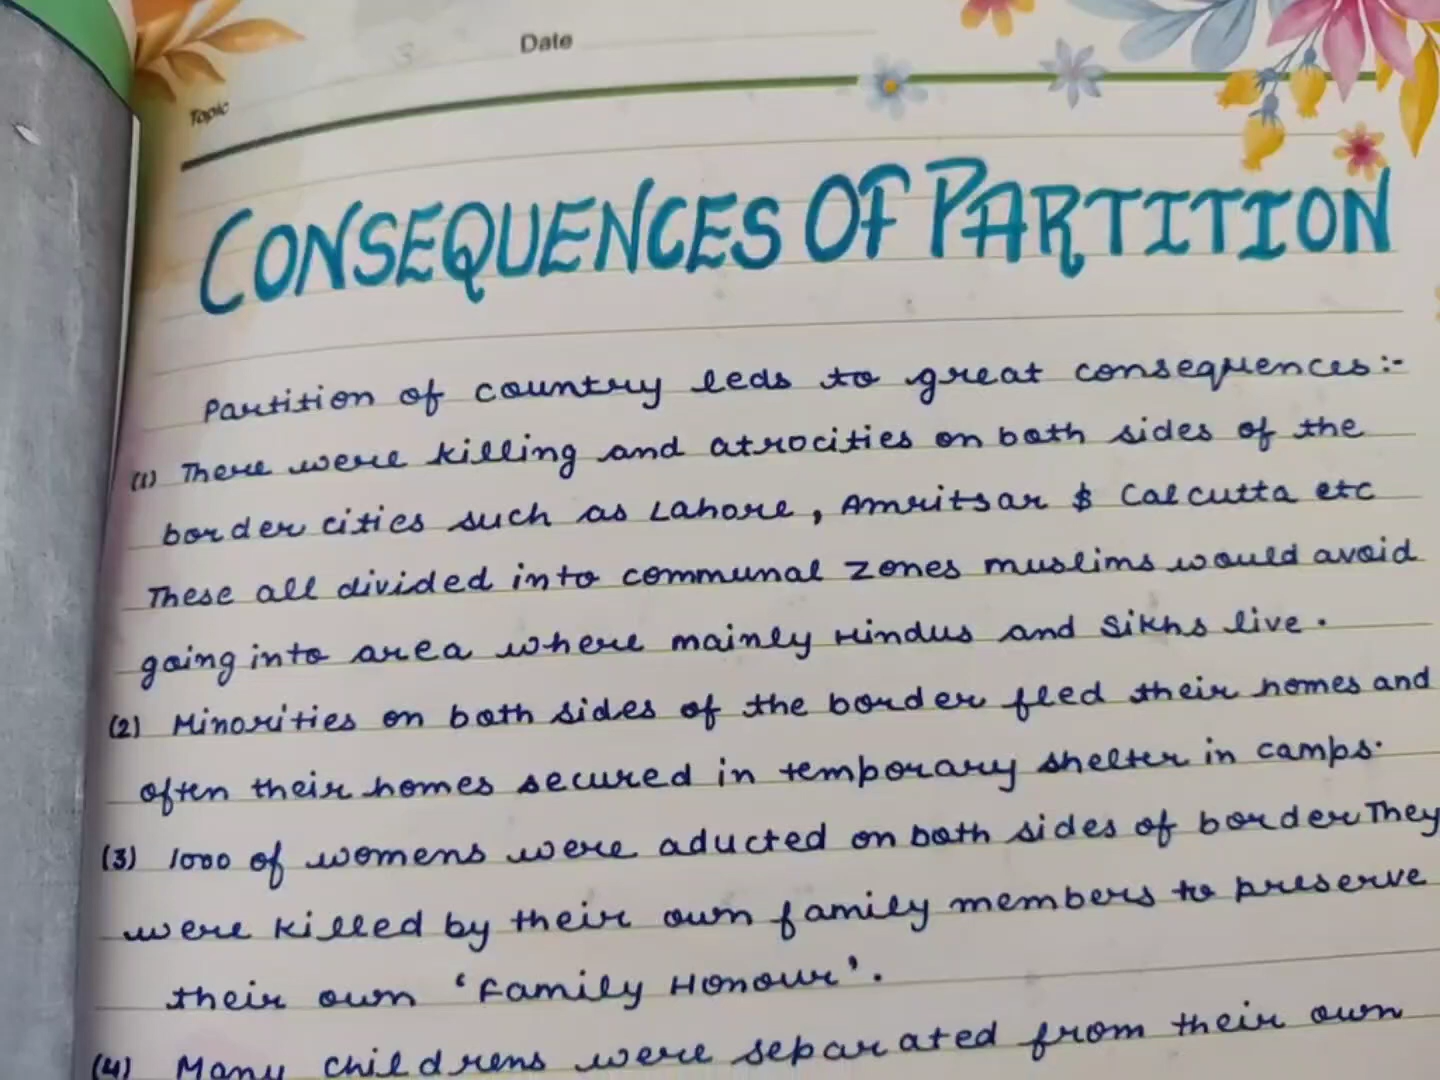 Date
Topic
CONSEQUENCES OF PARTITION
Partition of country leds to great consequences:-
(1) There were killing and atrocities on both sides of the
border cities such as Lahore, Amritsar $ Calcutta etc
These all divided into communal zones muslims would avoid
going into area where mainly Hindus and Sikhs live.
(2) Minorities on both sides of the border fled their homes and
often their homes secured in temporary shelter in camps.
(3) 1000 of womens were aducted on both sides of border They
were killed by their own family members to preserve
their own 'Family Honour'.
(4) Many childrens were separated from their own